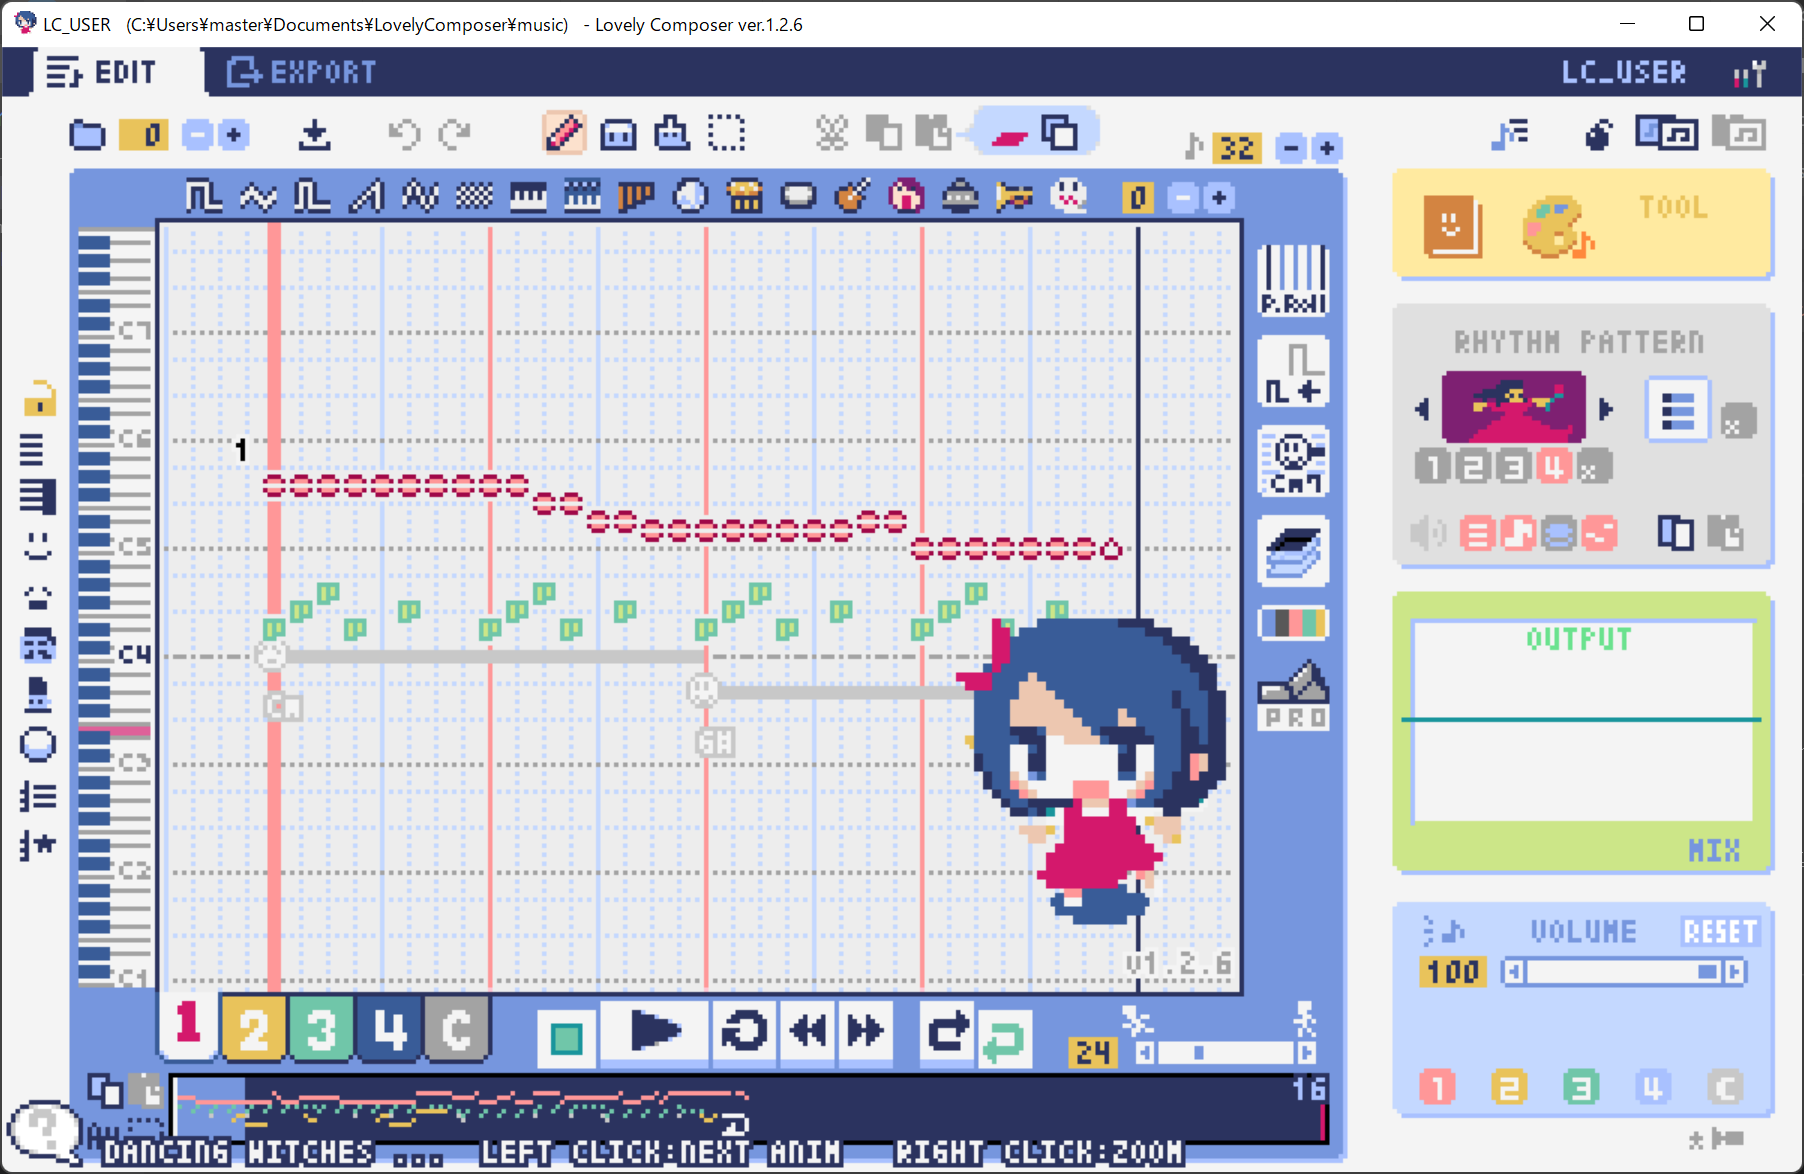 LC_USER (C:¥Users¥master¥Documents¥LovelyComposer¥music) - Lovely Composer ver.1.2.6
EDIT EXPORT LC_USER
0 - + 32 - +
0 - +
TOOL
P.Roll
C7
RHYTHM PATTERN
C6
1
x
CM7
1 2 3 4 x
C5
OUTPUT
C4
PRO
C3
MIX
C2
VOLUME RESET
v1.2.6
100
C1
1 2 3 4 C
24
16
1 2 3 4 C
?
DANCING WITCHES ... LEFT CLICK:NEXT ANIM RIGHT CLICK:ZOOM